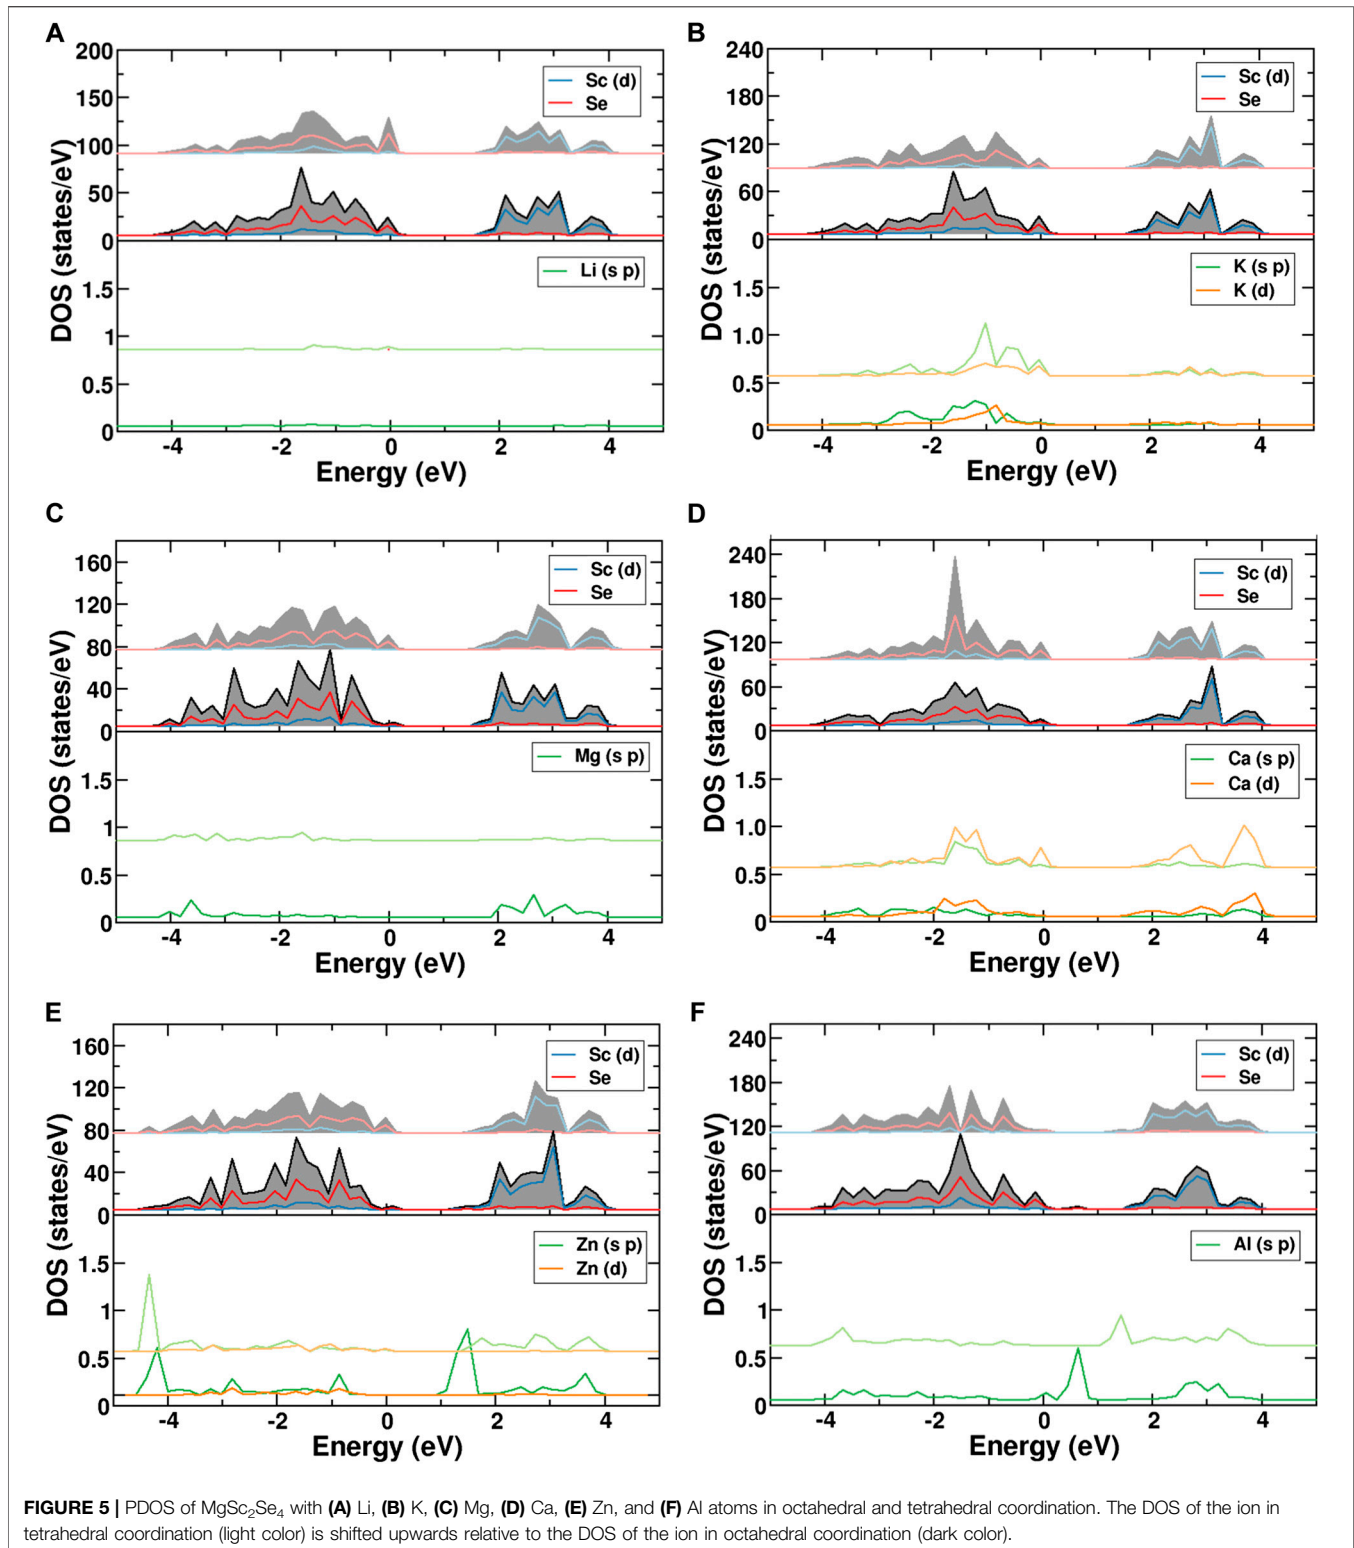 A
200
150
100
50
0
DOS (states/eV)
Sc (d)
Se
1.5
1
0.5
0
Li (s p)
-4 -2 0 2 4
Energy (eV)
B
240
180
120
60
0
DOS (states/eV)
Sc (d)
Se
1.5
1.0
0.5
0
K (s p)
K (d)
-4 -2 0 2 4
Energy (eV)
C
160
120
80
40
0
DOS (states/eV)
Sc (d)
Se
1.5
1
0.5
0
Mg (s p)
-4 -2 0 2 4
Energy (eV)
D
240
180
120
60
0
DOS (states/eV)
Sc (d)
Se
1.5
1.0
0.5
0
Ca (s p)
Ca (d)
-4 -2 0 2 4
Energy (eV)
E
160
120
80
40
0
DOS (states/eV)
Sc (d)
Se
1.5
1
0.5
0
Zn (s p)
Zn (d)
-4 -2 0 2 4
Energy (eV)
F
240
180
120
60
0
DOS (states/eV)
Sc (d)
Se
1.5
1
0.5
0
Al (s p)
-4 -2 0 2 4
Energy (eV)
FIGURE 5 | PDOS of MgSc₂Se₄ with (A) Li, (B) K, (C) Mg, (D) Ca, (E) Zn, and (F) Al atoms in octahedral and tetrahedral coordination. The DOS of the ion in
tetrahedral coordination (light color) is shifted upwards relative to the DOS of the ion in octahedral coordination (dark color).